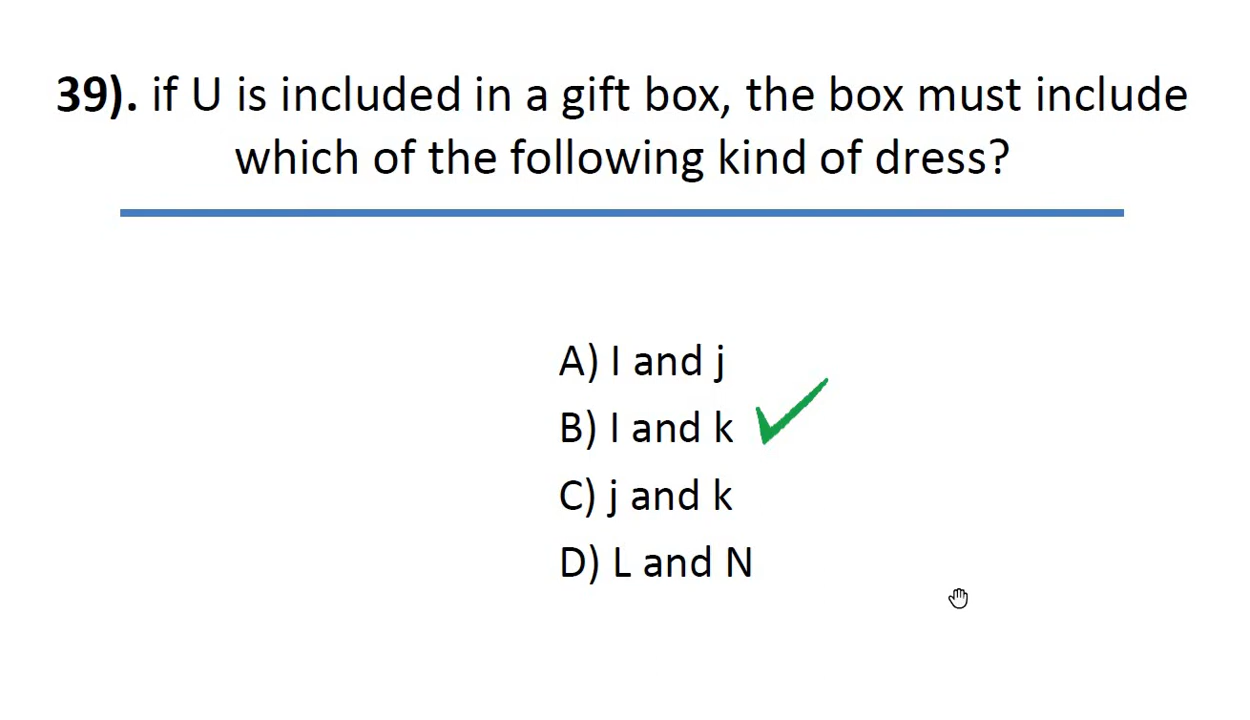 39). if U is included in a gift box, the box must include
which of the following kind of dress?
A) I and j
B) I and k
C) j and k
D) L and N